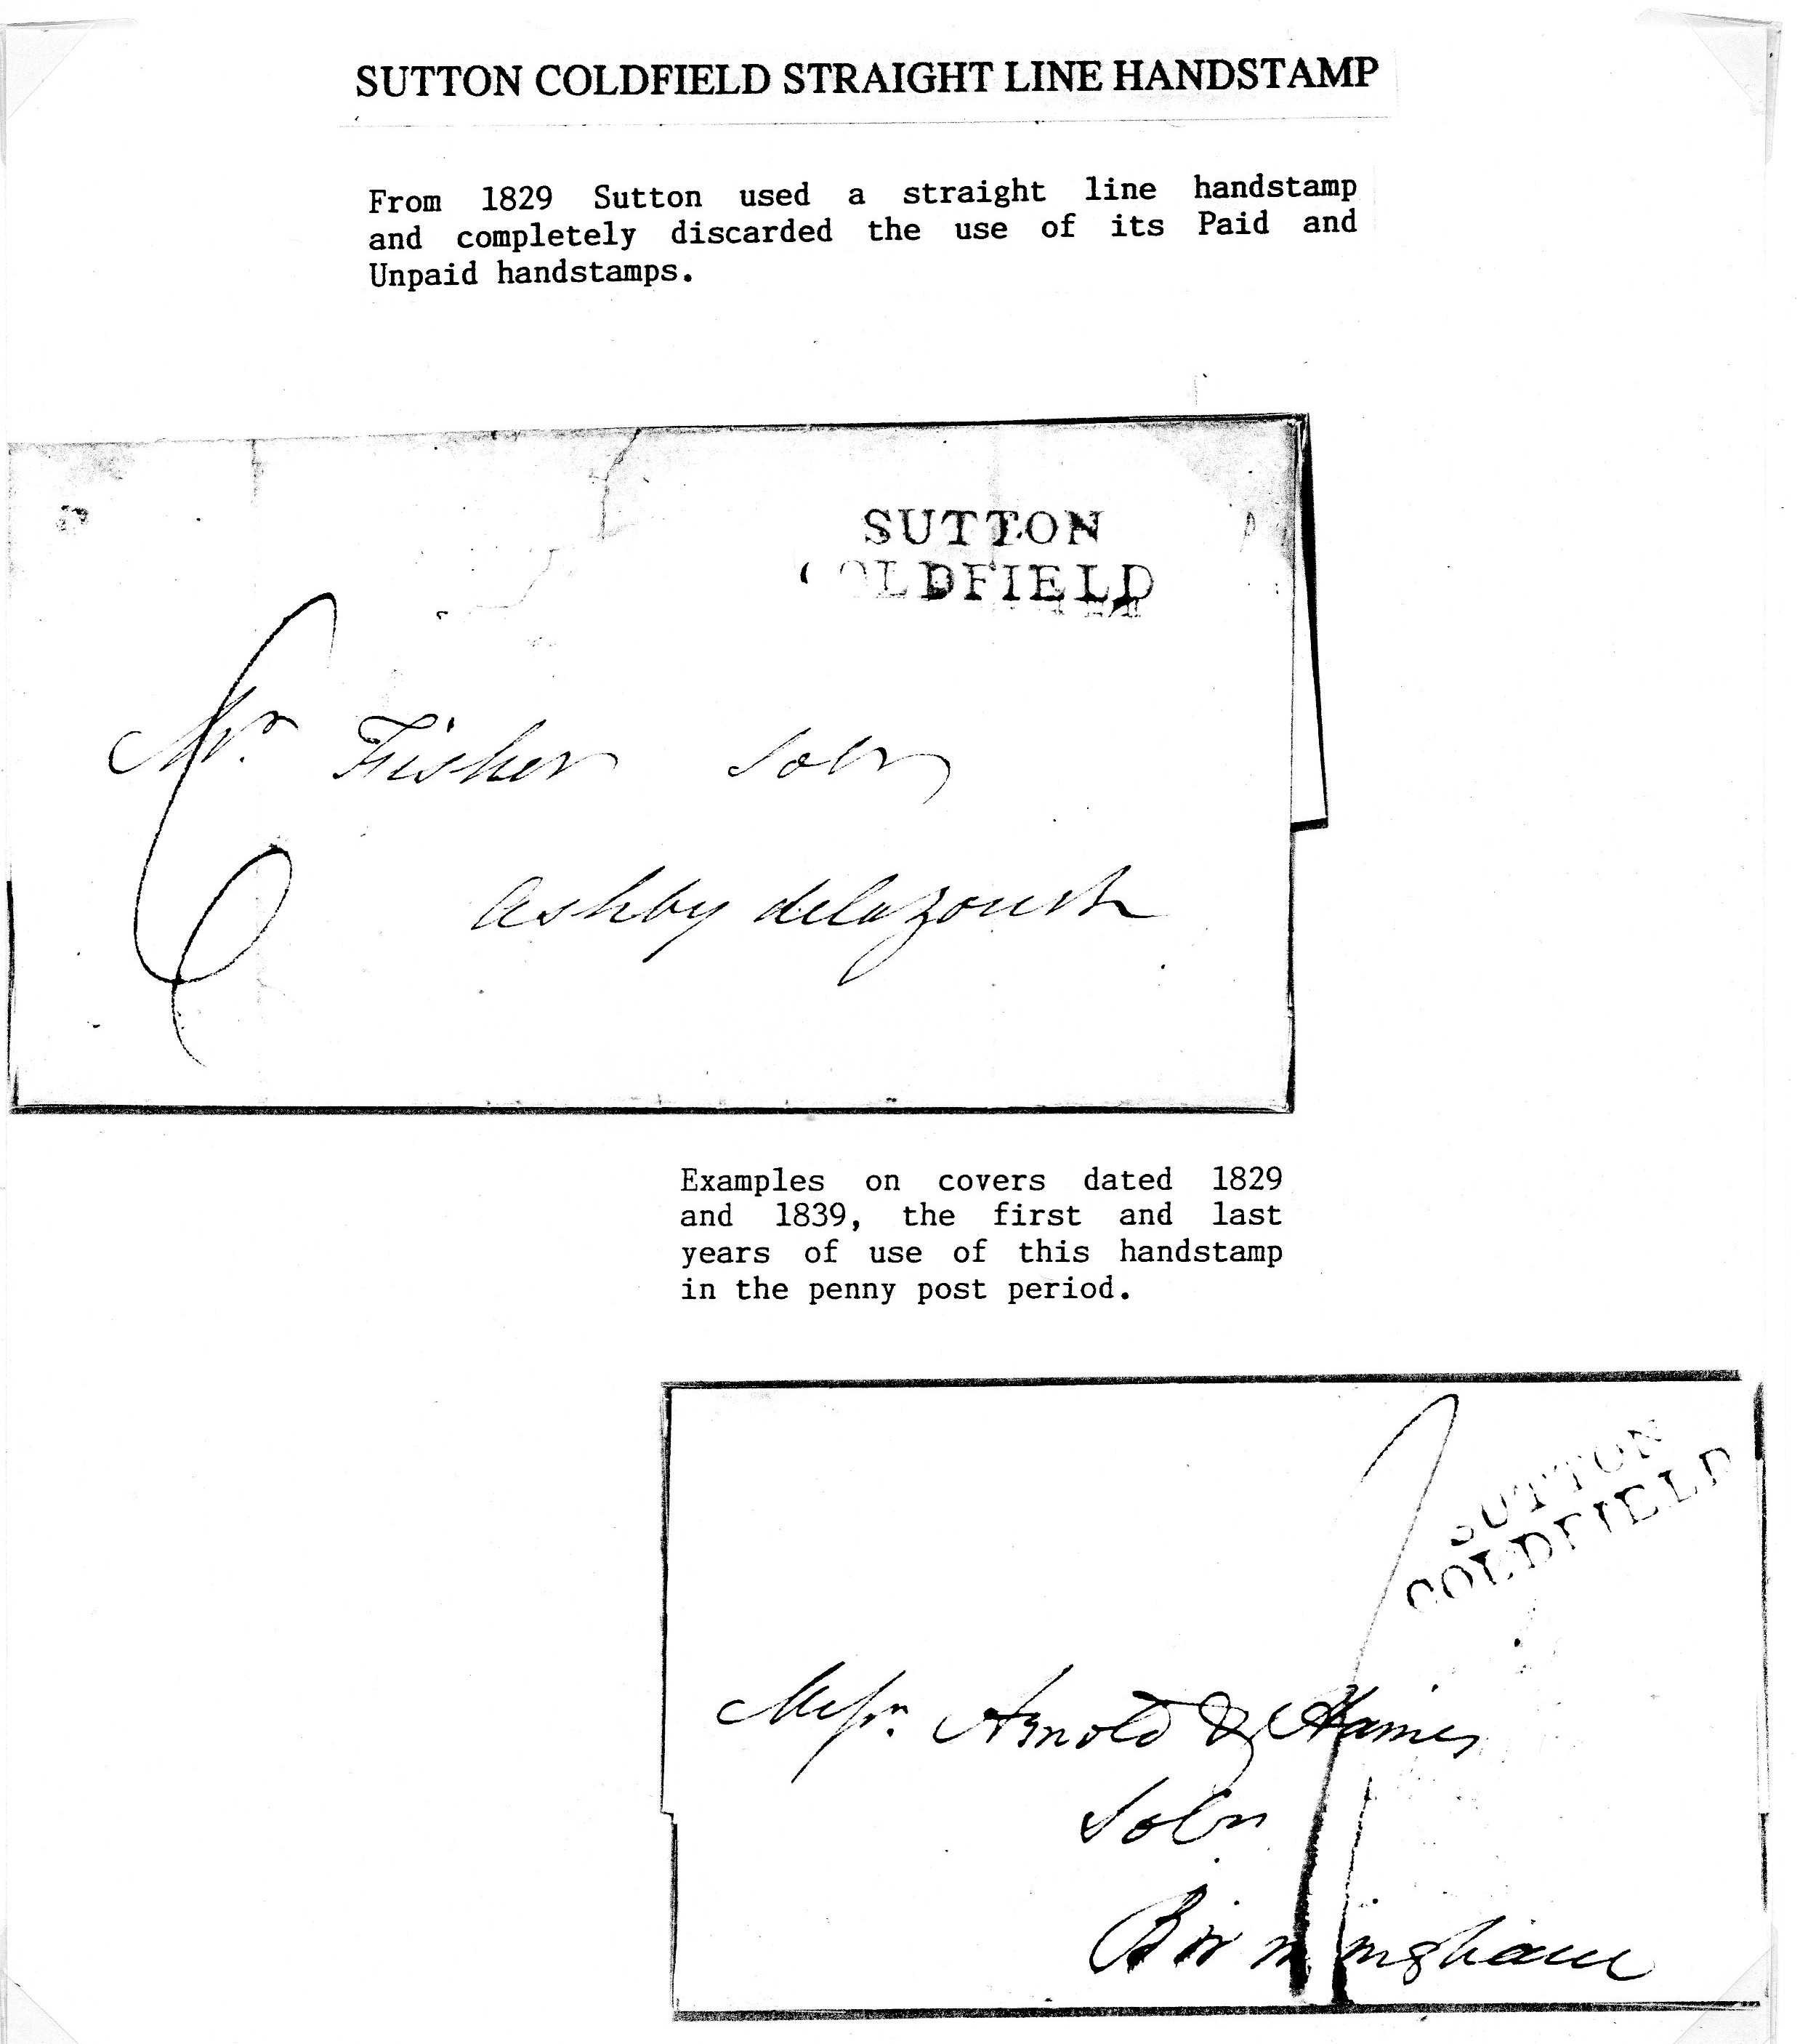 SUTTON COLDFIELD STRAIGHT LINE HANDSTAMP
From 1829 Sutton used a straight line handstamp
and completely discarded the use of its Paid and
Unpaid handstamps.
SUTTON
COLDFIELD
Mr. Fisher Solr
Ashby delazouch
Examples on covers dated 1829
and 1839, the first and last
years of use of this handstamp
in the penny post period.
SUTTON
COLDFIELD
Messrs. Arnold & Haines
Solrs
Birmingham